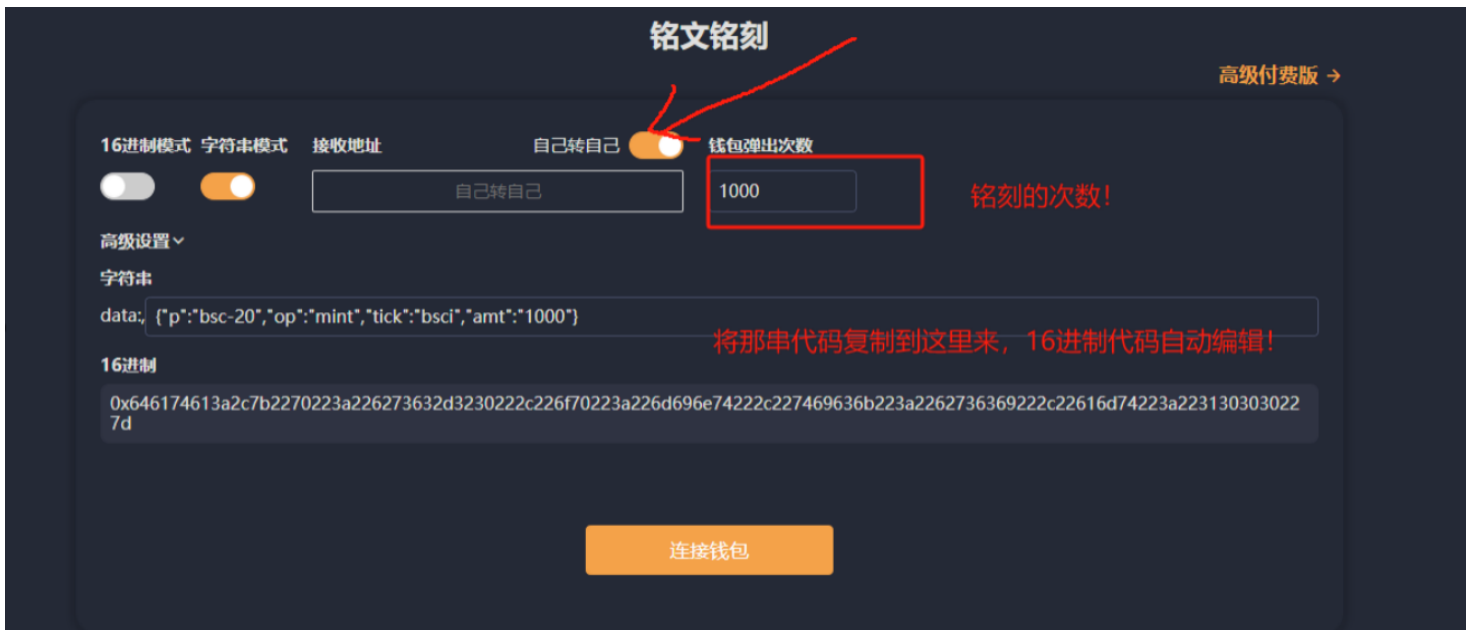 铭文铭刻
高级付费版 →
16进制模式 字符串模式 接收地址 自己转自己 钱包弹出次数
自己转自己 1000 铭刻的次数!
高级设置
字符串
data:, {"p":"bsc-20","op":"mint","tick":"bsci","amt":"1000"}
将那串代码复制到这里来，16进制代码自动编辑!
16进制
0x646174613a2c7b2270223a226273632d3230222c226f70223a226d696e74222c227469636b223a2262736369222c22616d74223a223130303022
7d
连接钱包